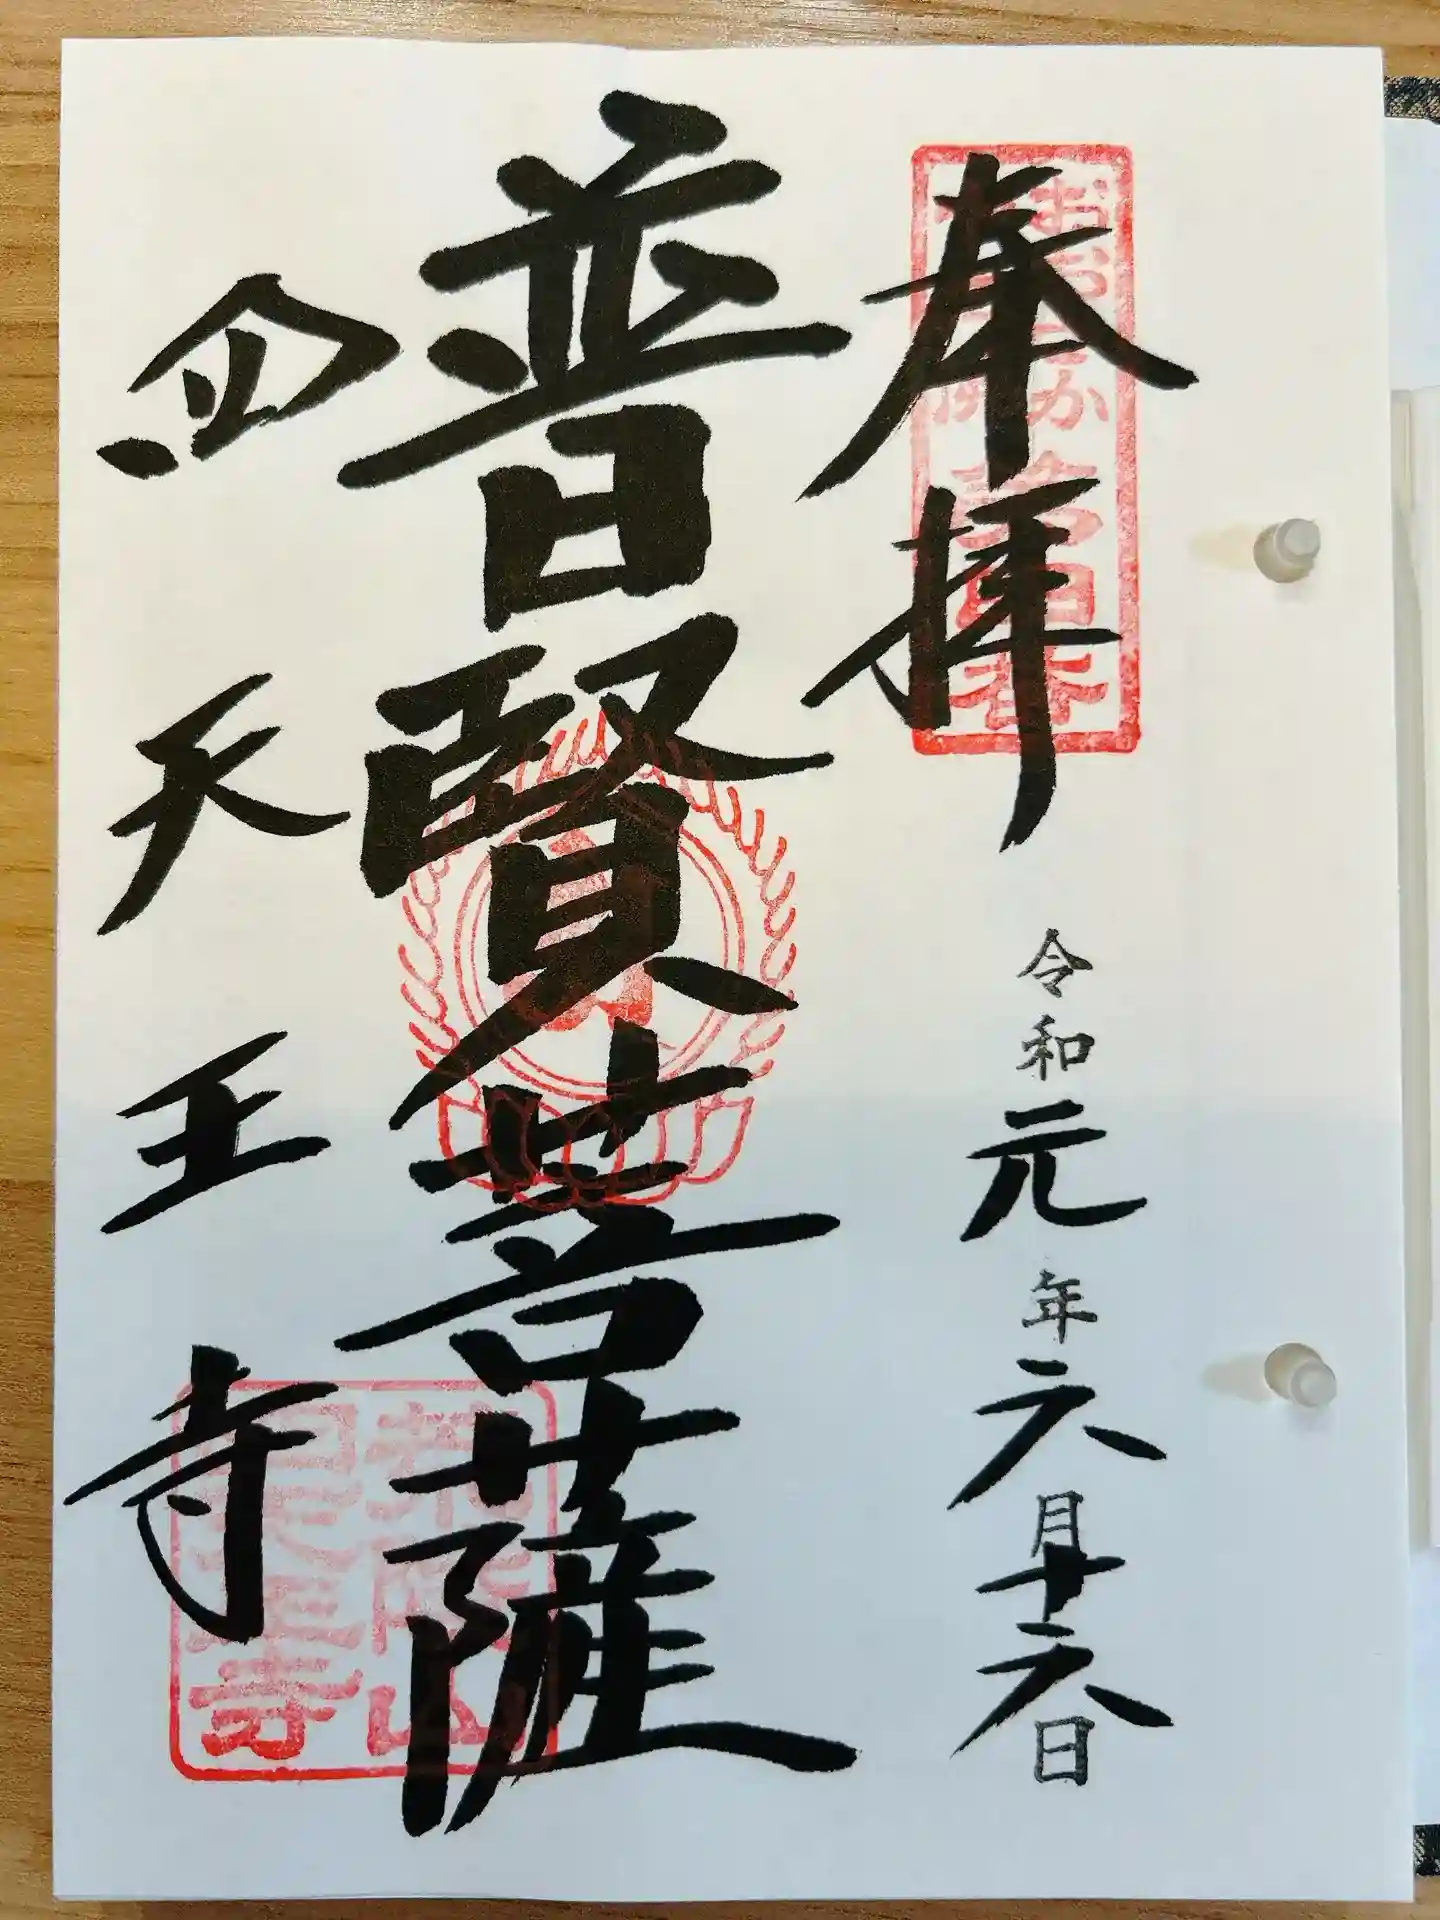 奉拝
令和元年六月十六日
普賢菩薩
四天王寺